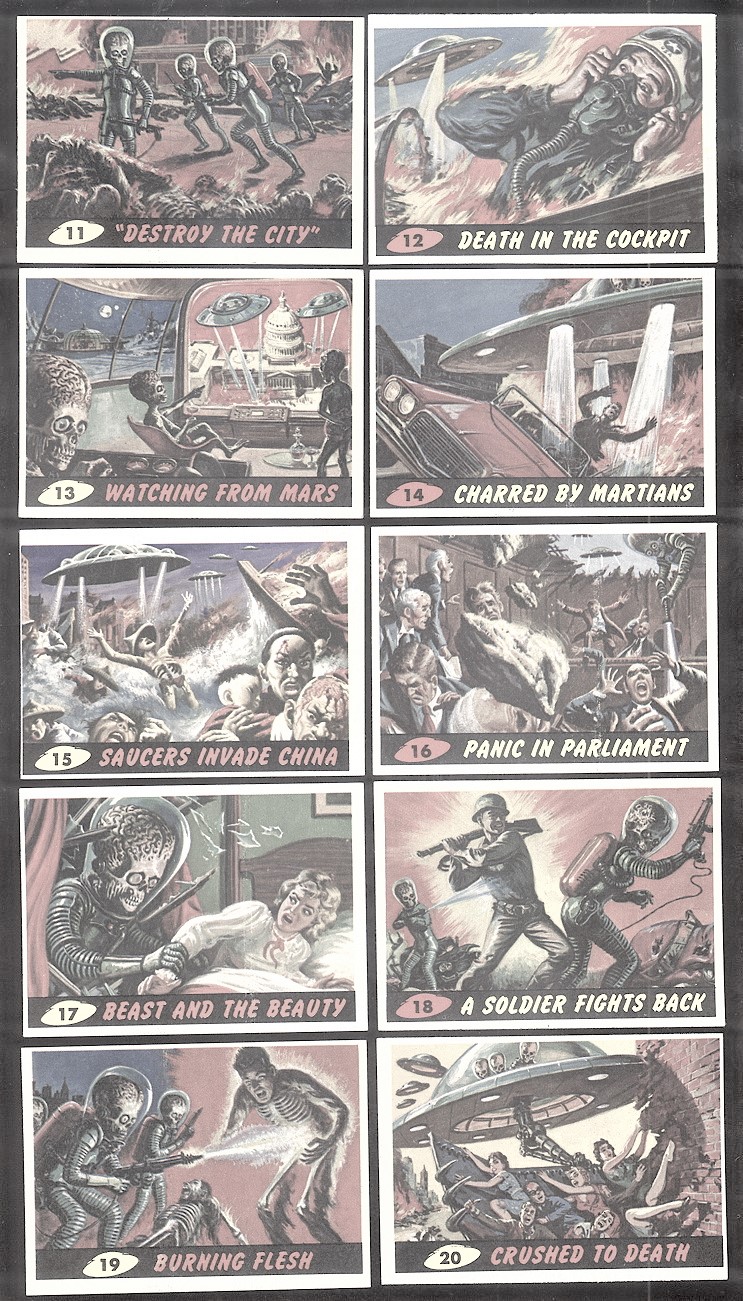 11 "DESTROY THE CITY"
12 DEATH IN THE COCKPIT
13 WATCHING FROM MARS
14 CHARRED BY MARTIANS
15 SAUCERS INVADE CHINA
16 PANIC IN PARLIAMENT
17 BEAST AND THE BEAUTY
18 A SOLDIER FIGHTS BACK
19 BURNING FLESH
20 CRUSHED TO DEATH